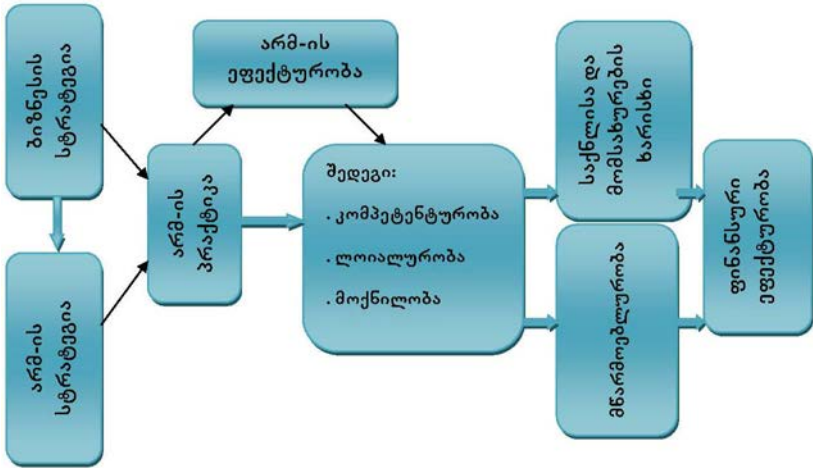 ბიზნესის
სტრატეგია
არმ-ის
სტრატეგია
არმ-ის
პრაქტიკა
არმ-ის
ეფექტურობა
შედეგი:
. კომპეტენტურობა
. ლოიალურობა
. მოქნილობა
საქნლისა და
მომსახურების
ხარისხი
მწარმოებლურობა
ფინანსური
ეფექტურობა